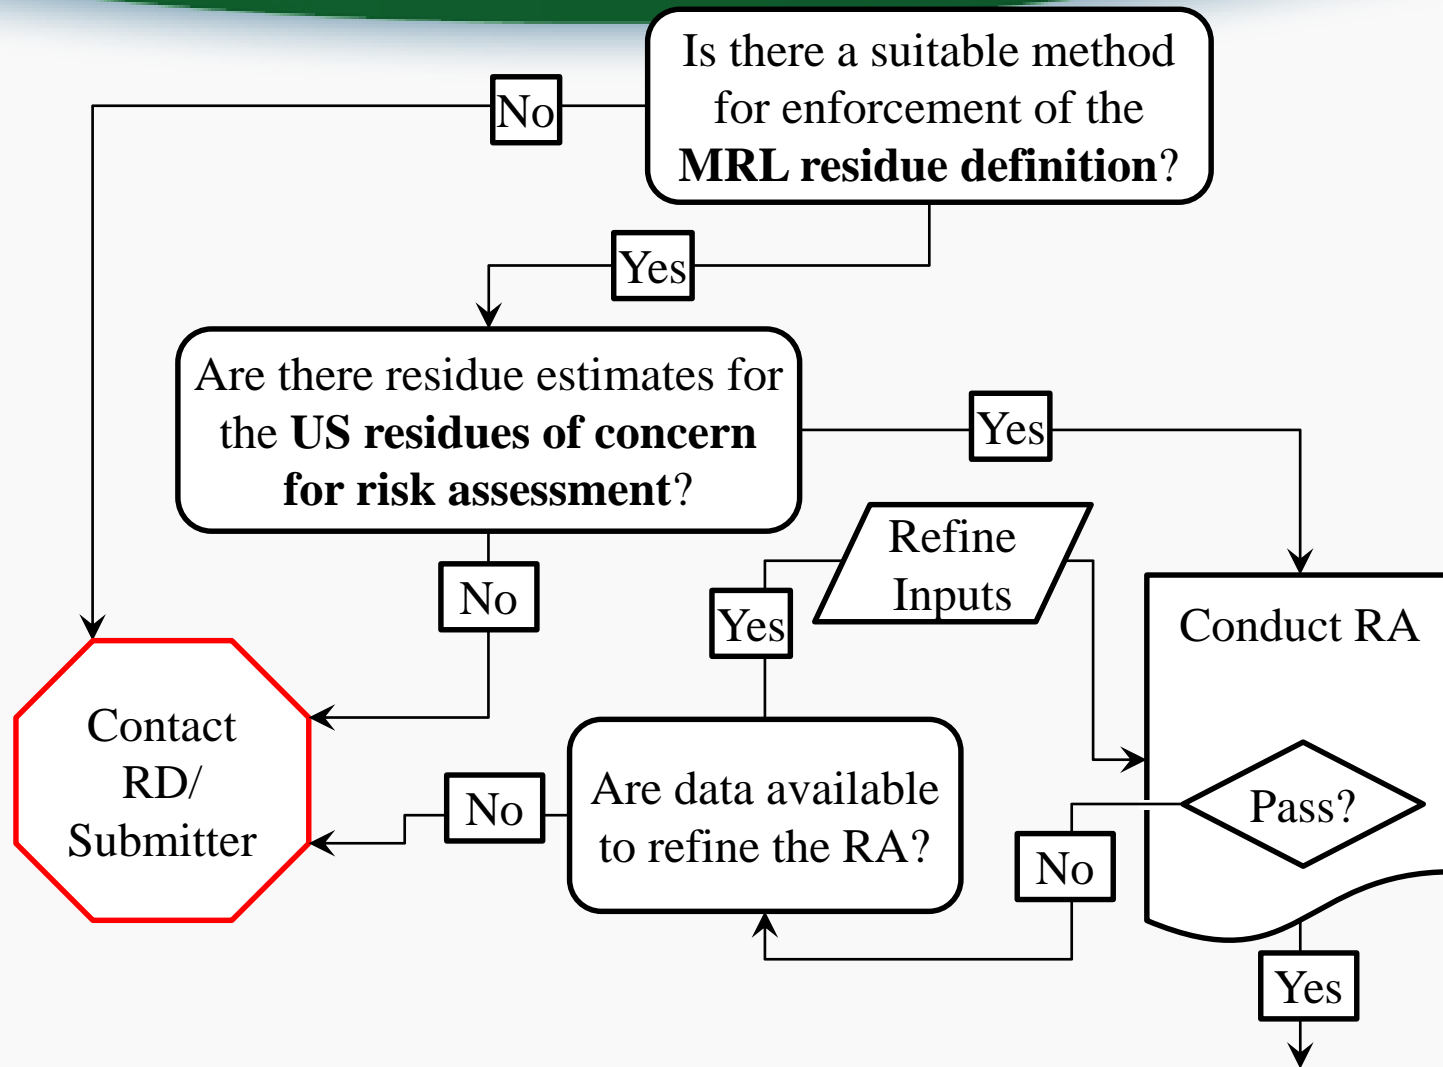 Is there a suitable method
for enforcement of the
MRL residue definition?
No
Yes
Are there residue estimates for
the US residues of concern
for risk assessment?
Yes
No
Refine
Inputs
Yes
Conduct RA
Contact
RD/
Submitter
No
Are data available
to refine the RA?
Pass?
No
Yes